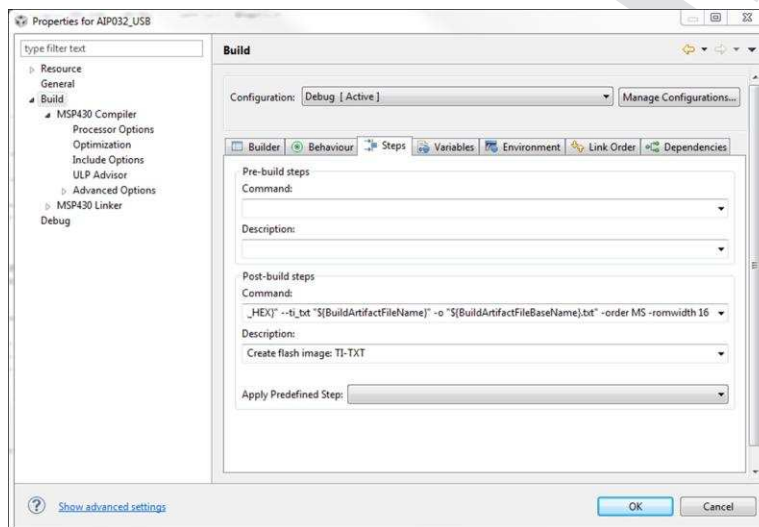 Properties for AIP032_USB
type filter text
Resource
General
Build
MSP430 Compiler
Processor Options
Optimization
Include Options
ULP Advisor
Advanced Options
MSP430 Linker
Debug
Build
Configuration: Debug [ Active ] Manage Configurations...
Builder Behaviour Steps Variables Environment Link Order Dependencies
Pre-build steps
Command:
Description:
Post-build steps
Command:
_HEX}" --ti_txt "${BuildArtifactFileName}" -o "${BuildArtifactFileBaseName}.txt" -order MS -romwidth 16
Description:
Create flash image: TI-TXT
Apply Predefined Step:
Show advanced settings
OK Cancel